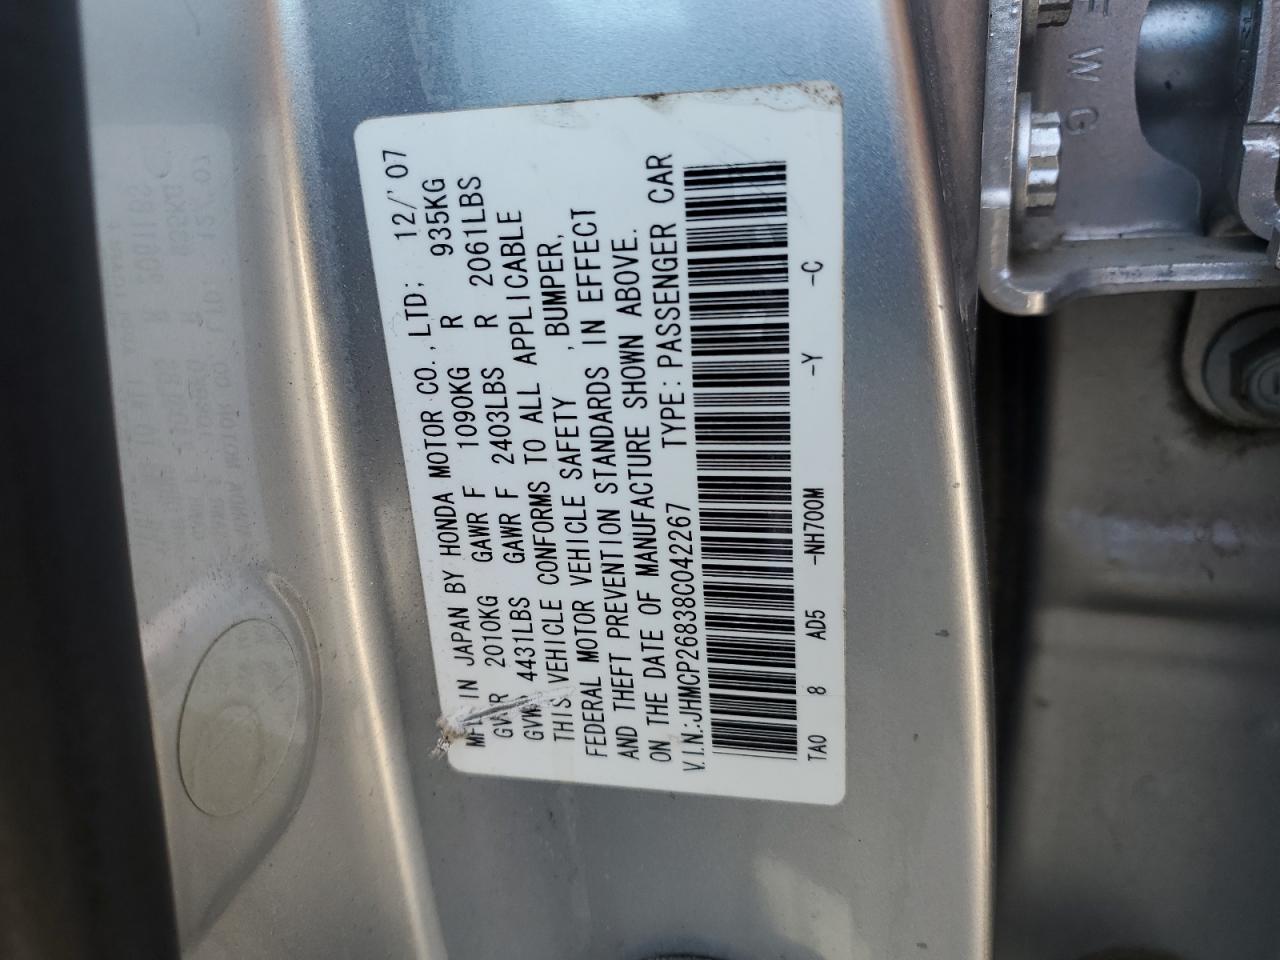 MFD. IN JAPAN BY HONDA MOTOR CO., LTD; 12/'07
GVWR 2010KG GAWR F 1090KG R 935KG
GVWR 4431LBS GAWR F 2403LBS R 2061LBS
THIS VEHICLE CONFORMS TO ALL APPLICABLE
FEDERAL MOTOR VEHICLE SAFETY , BUMPER,
AND THEFT PREVENTION STANDARDS IN EFFECT
ON THE DATE OF MANUFACTURE SHOWN ABOVE.
V.I.N.:JHMCP26838C042267 TYPE:PASSENGER CAR
TA0 8 AD5 -NH700M -Y -C
F W G